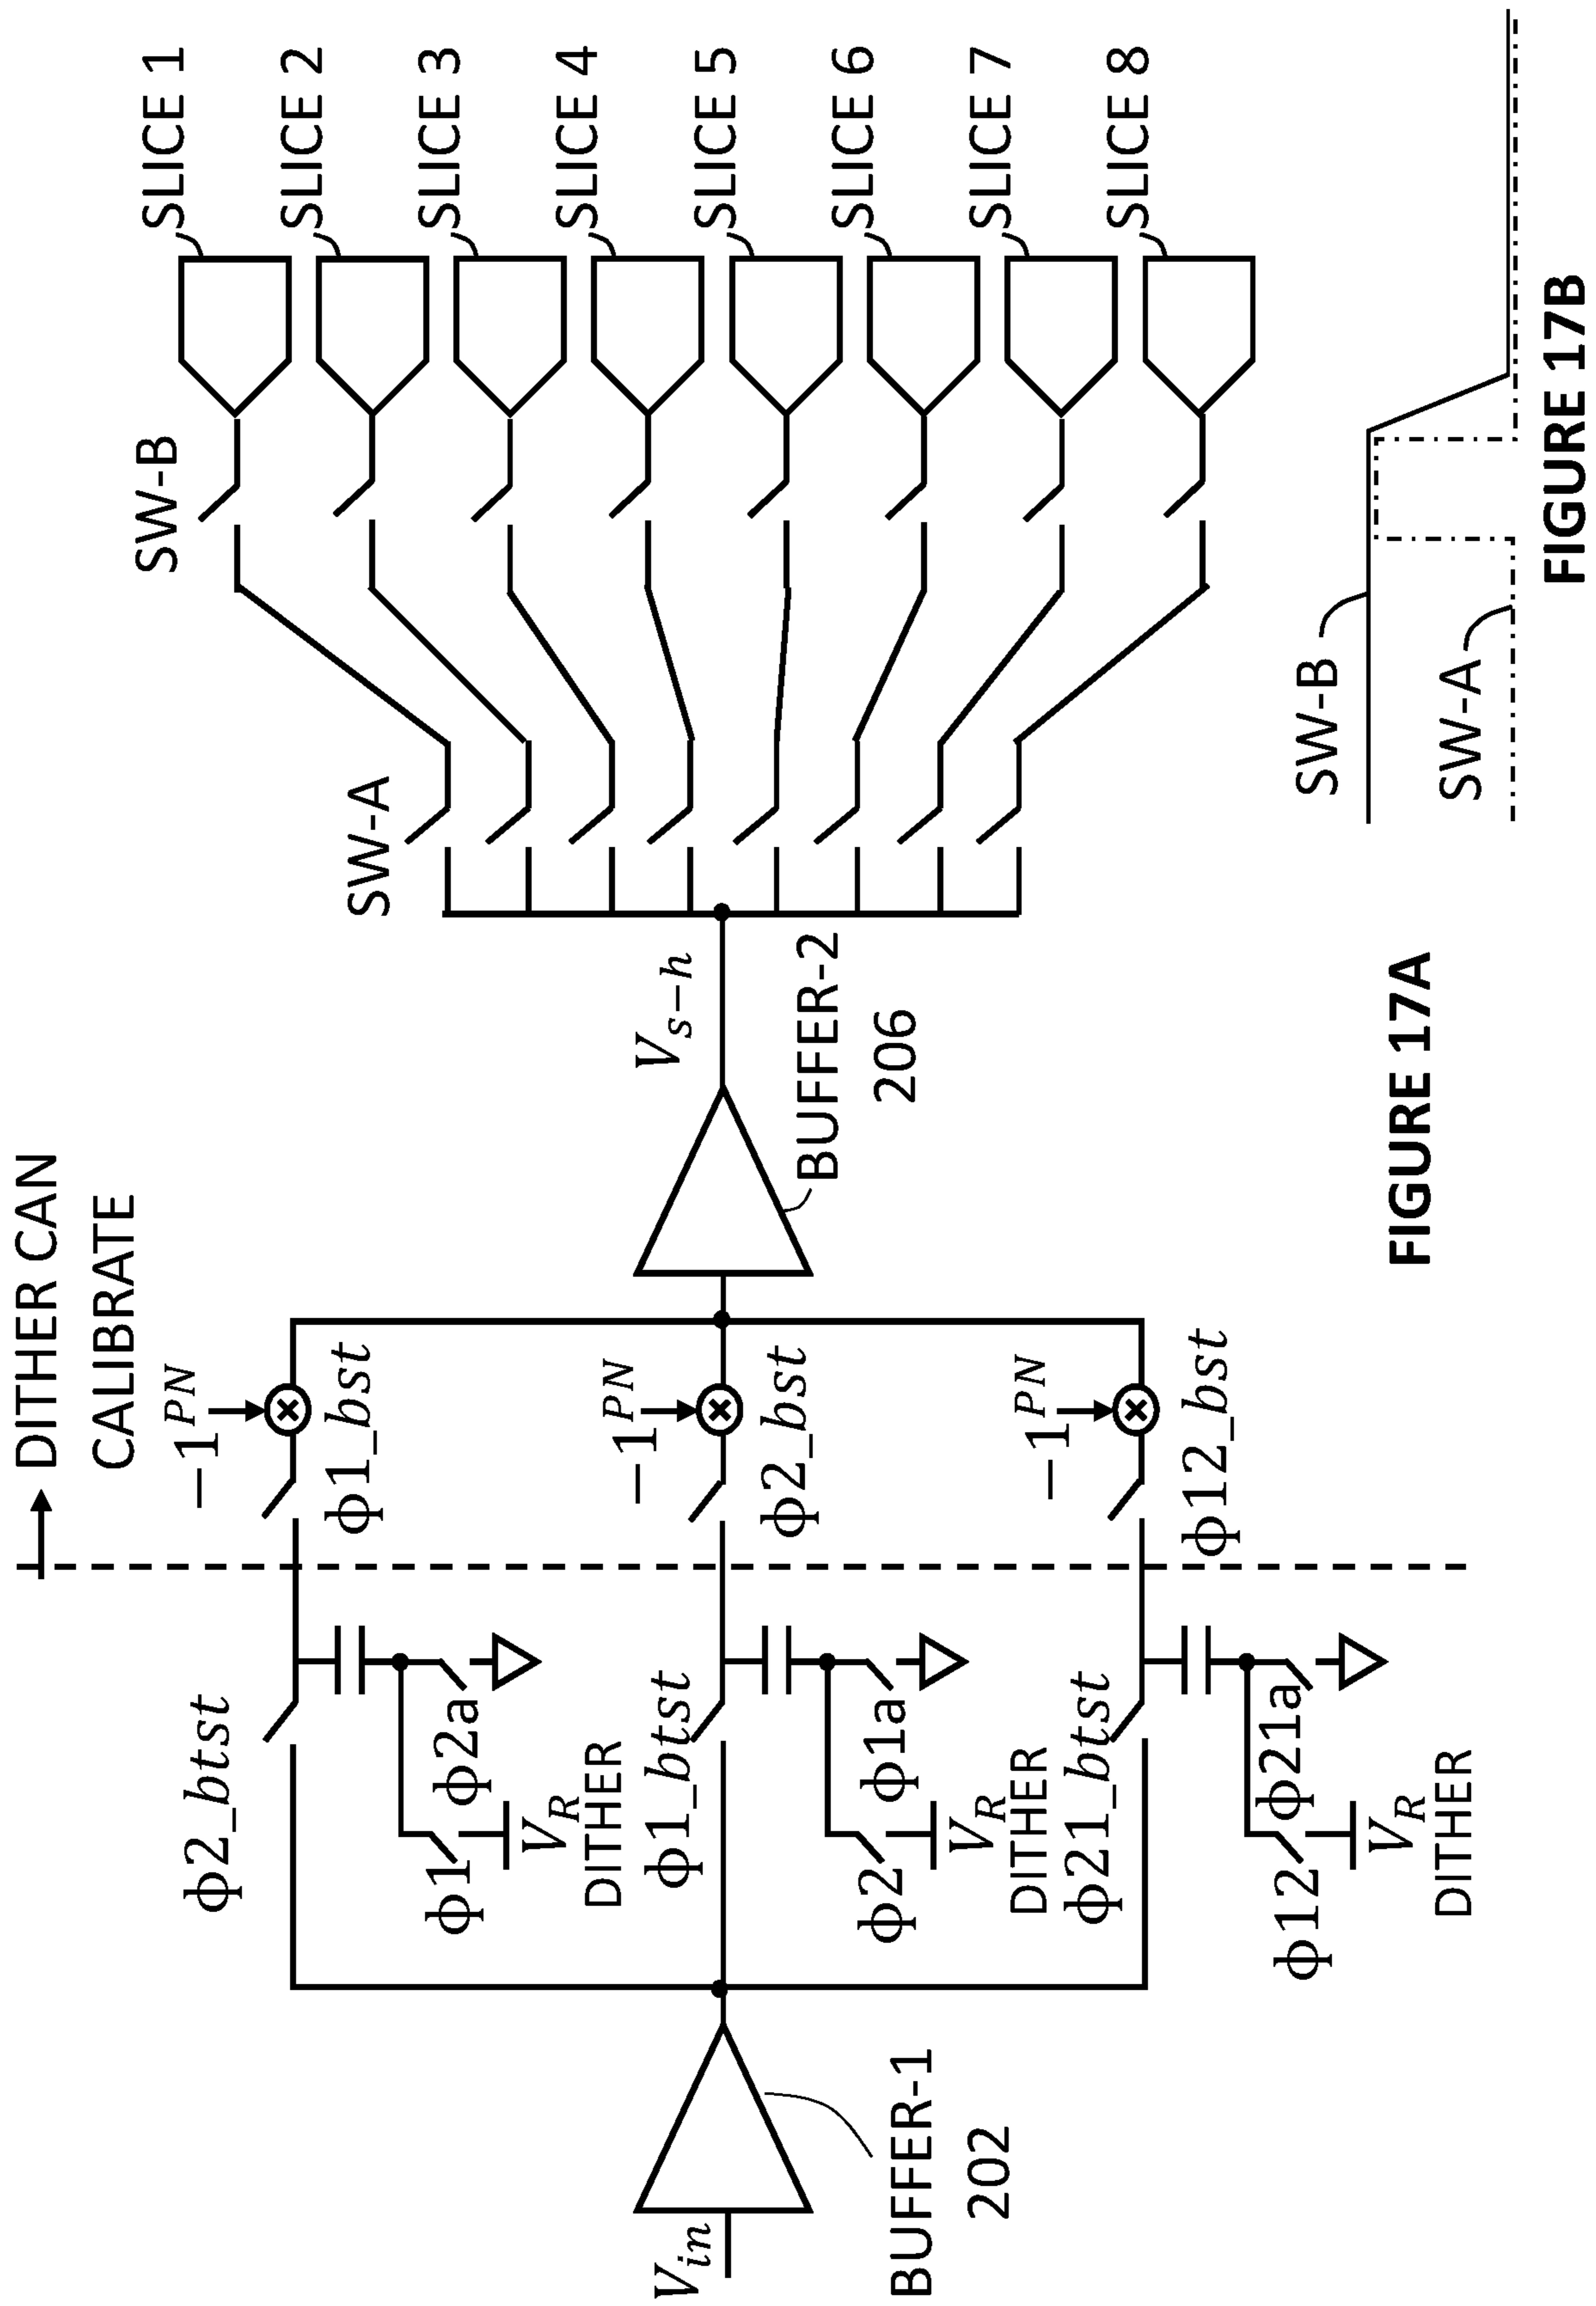 DITHER CAN
CALIBRATE
−1^PN
ϕ2_btst
ϕ1_bst
ϕ1
ϕ2a
V_R
DITHER
−1^PN
ϕ1_btst
ϕ2_bst
ϕ2
ϕ1a
V_R
DITHER
−1^PN
ϕ21_btst
ϕ12_bst
ϕ12
ϕ21a
V_R
DITHER
V_in
BUFFER-1
202
V_s−h
BUFFER-2
206
SW-A
SW-B
SLICE 1
SLICE 2
SLICE 3
SLICE 4
SLICE 5
SLICE 6
SLICE 7
SLICE 8
FIGURE 17A
SW-B
SW-A
FIGURE 17B